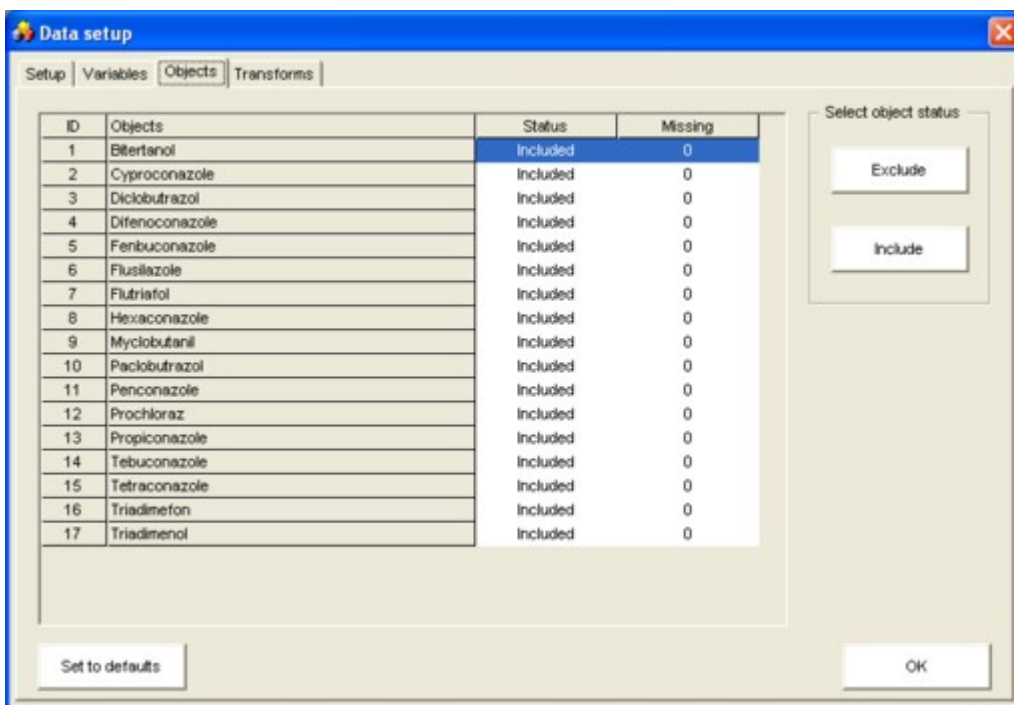 Data setup
Setup Variables Objects Transforms
ID Objects Status Missing
1 Bitertanol Included 0
2 Cyproconazole Included 0
3 Diclobutrazol Included 0
4 Difenoconazole Included 0
5 Fenbuconazole Included 0
6 Flusilazole Included 0
7 Flutriafol Included 0
8 Hexaconazole Included 0
9 Myclobutanil Included 0
10 Paclobutrazol Included 0
11 Penconazole Included 0
12 Prochloraz Included 0
13 Propiconazole Included 0
14 Tebuconazole Included 0
15 Tetraconazole Included 0
16 Triadimefon Included 0
17 Triadimenol Included 0
Select object status
Exclude
Include
Set to defaults OK